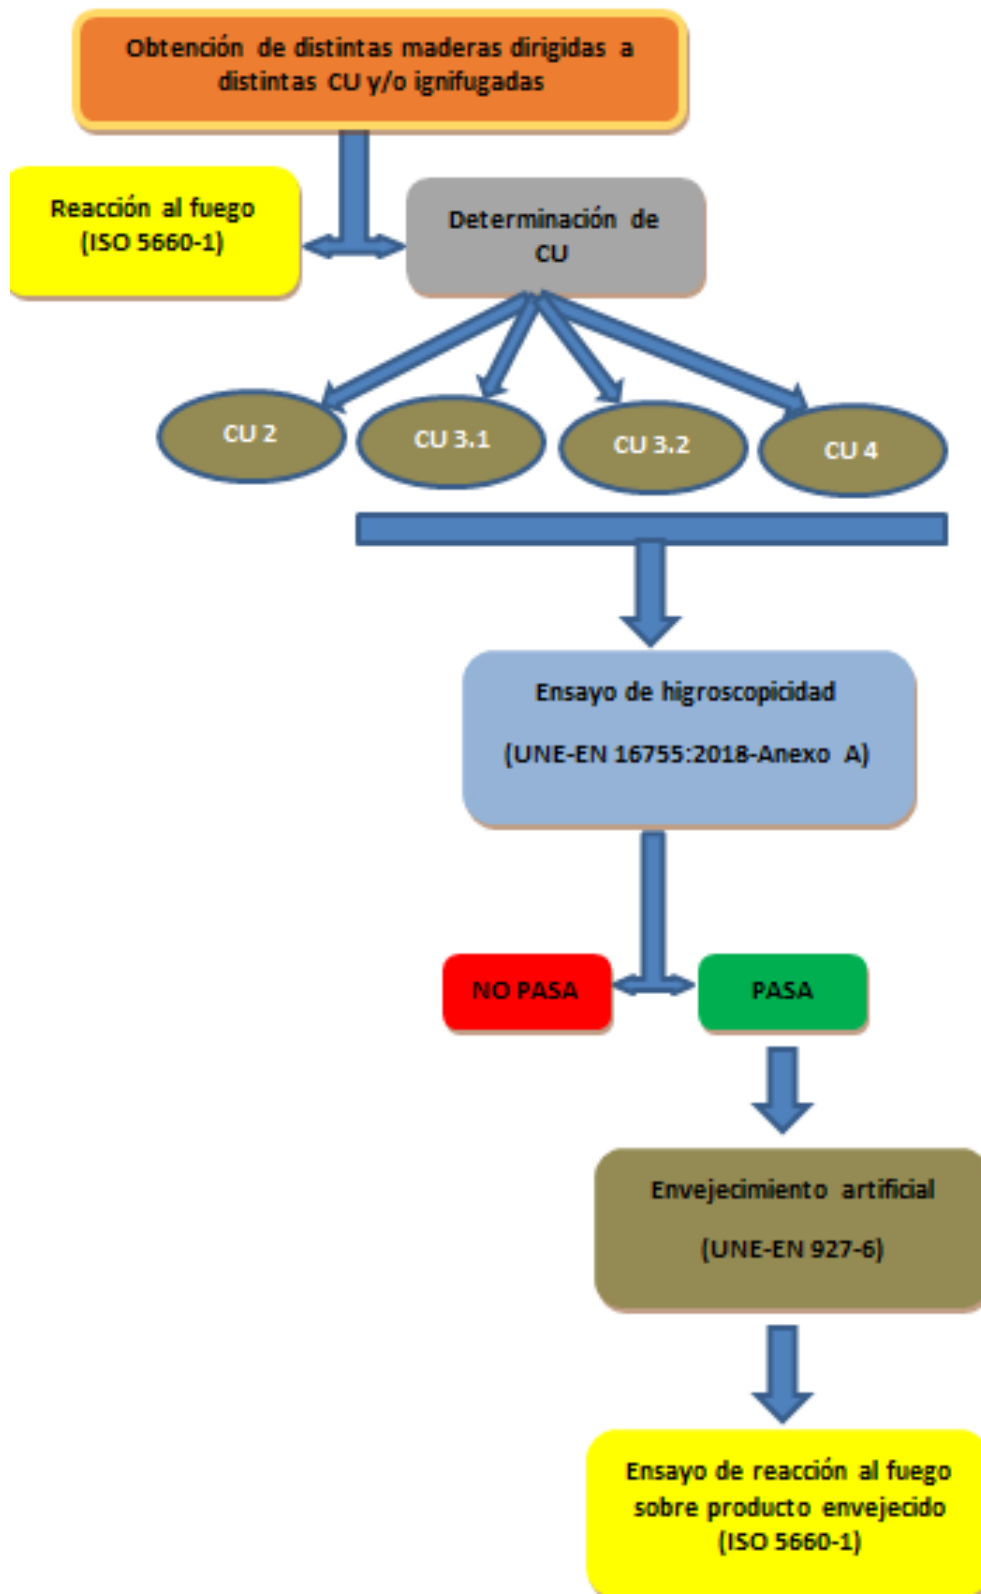 Obtención de distintas maderas dirigidas a
distintas CU y/o ignifugadas
Reacción al fuego
(ISO 5660-1)
Determinación de
CU
CU 2
CU 3.1
CU 3.2
CU 4
Ensayo de higroscopicidad
(UNE-EN 16755:2018-Anexo A)
NO PASA
PASA
Envejecimiento artificial
(UNE-EN 927-6)
Ensayo de reacción al fuego
sobre producto envejecido
(ISO 5660-1)